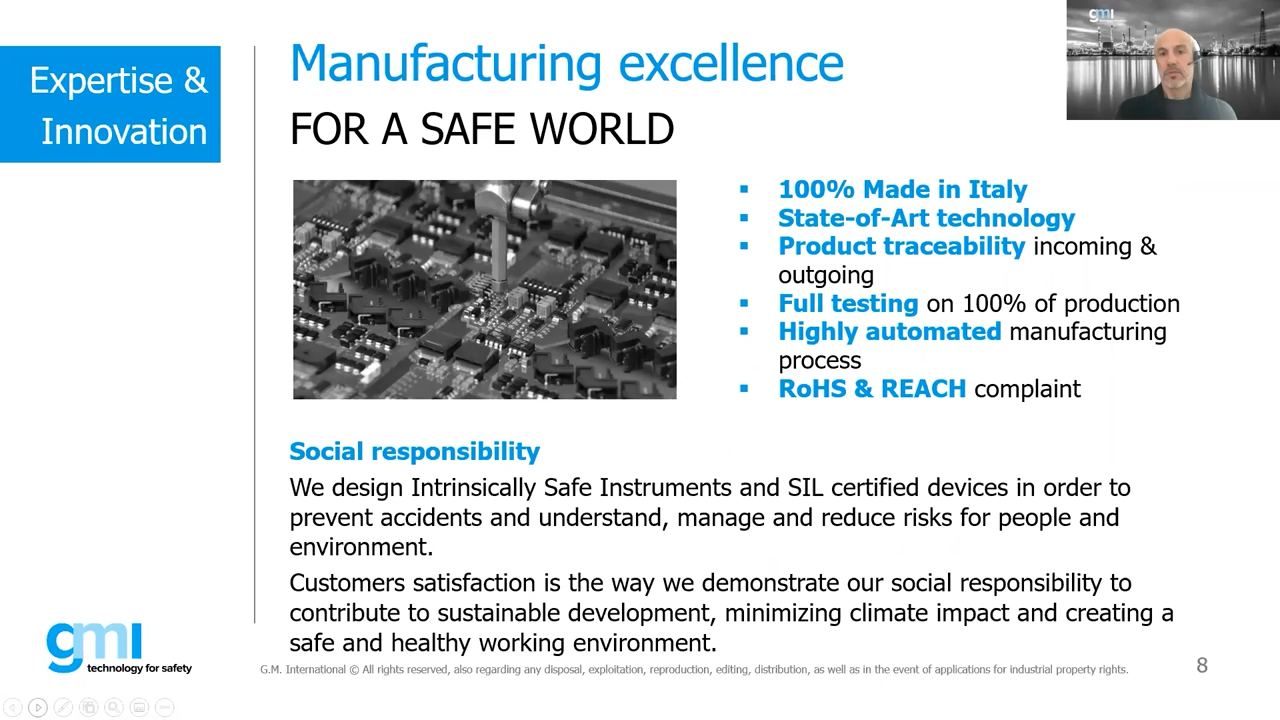 Expertise &
Innovation
Manufacturing excellence
FOR A SAFE WORLD
gmi
▪ 100% Made in Italy
▪ State-of-Art technology
▪ Product traceability incoming &
outgoing
▪ Full testing on 100% of production
▪ Highly automated manufacturing
process
▪ RoHS & REACH complaint
Social responsibility
We design Intrinsically Safe Instruments and SIL certified devices in order to
prevent accidents and understand, manage and reduce risks for people and
environment.
Customers satisfaction is the way we demonstrate our social responsibility to
contribute to sustainable development, minimizing climate impact and creating a
safe and healthy working environment.
gmi
technology for safety
G.M. International © All rights reserved, also regarding any disposal, exploitation, reproduction, editing, distribution, as well as in the event of applications for industrial property rights.
8